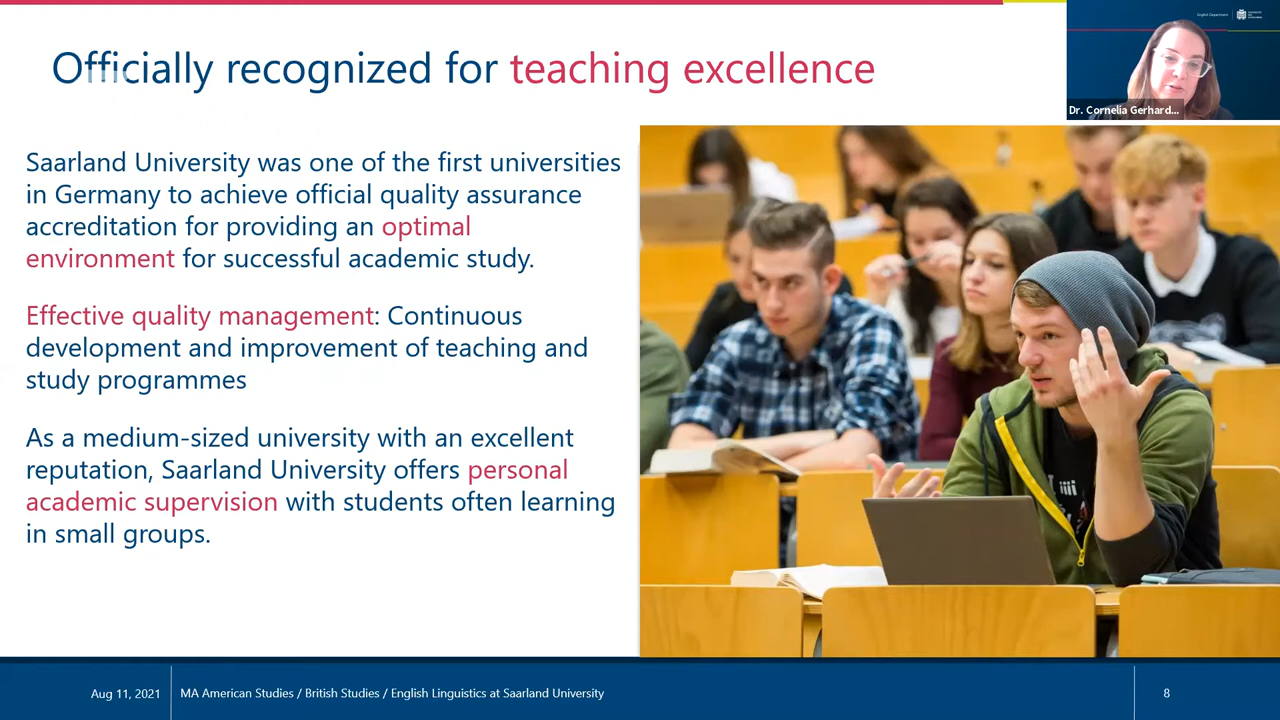 Officially recognized for teaching excellence
English Department
Dr. Cornelia Gerhard...
Saarland University was one of the first universities
in Germany to achieve official quality assurance
accreditation for providing an optimal
environment for successful academic study.
Effective quality management: Continuous
development and improvement of teaching and
study programmes
As a medium-sized university with an excellent
reputation, Saarland University offers personal
academic supervision with students often learning
in small groups.
Aug 11, 2021
MA American Studies / British Studies / English Linguistics at Saarland University
8